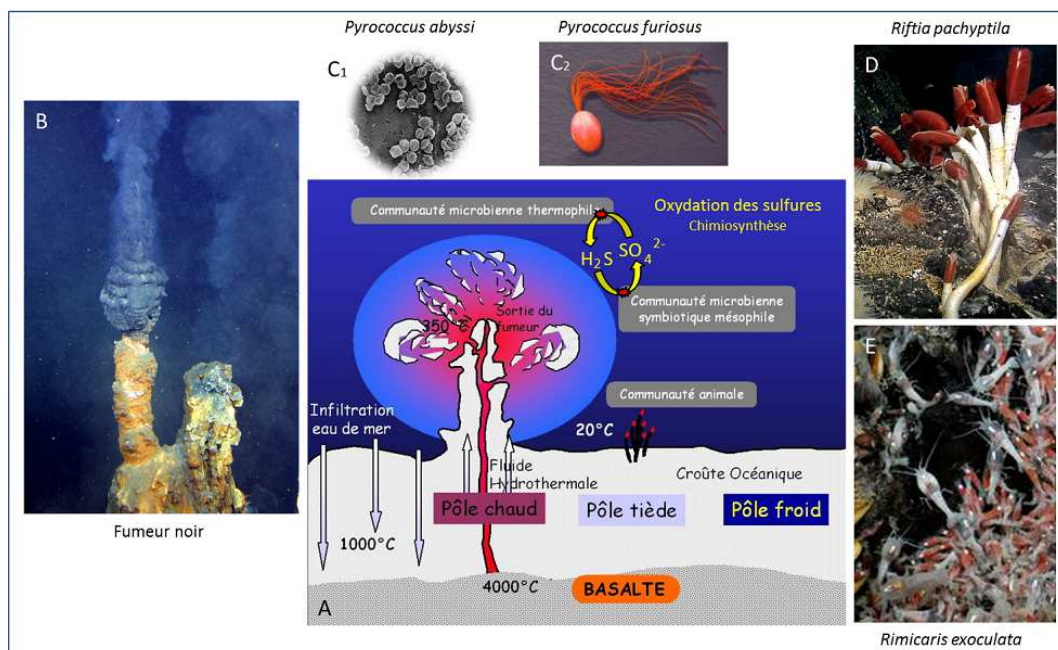 Pyrococcus abyssi
Pyrococcus furiosus
Riftia pachyptila
B
C1
C2
D
Communauté microbienne thermophile
Oxydation des sulfures
Chimiosynthèse
H2S
SO4 2-
Communauté microbienne
symbiotique mésophile
350°C
Sortie du
fumeur
Communauté animale
20°C
Infiltration
eau de mer
Fluide
Hydrothermale
Croûte Océanique
Pôle chaud
Pôle tiède
Pôle froid
1000°C
4000°C
BASALTE
A
E
Fumeur noir
Rimicaris exoculata